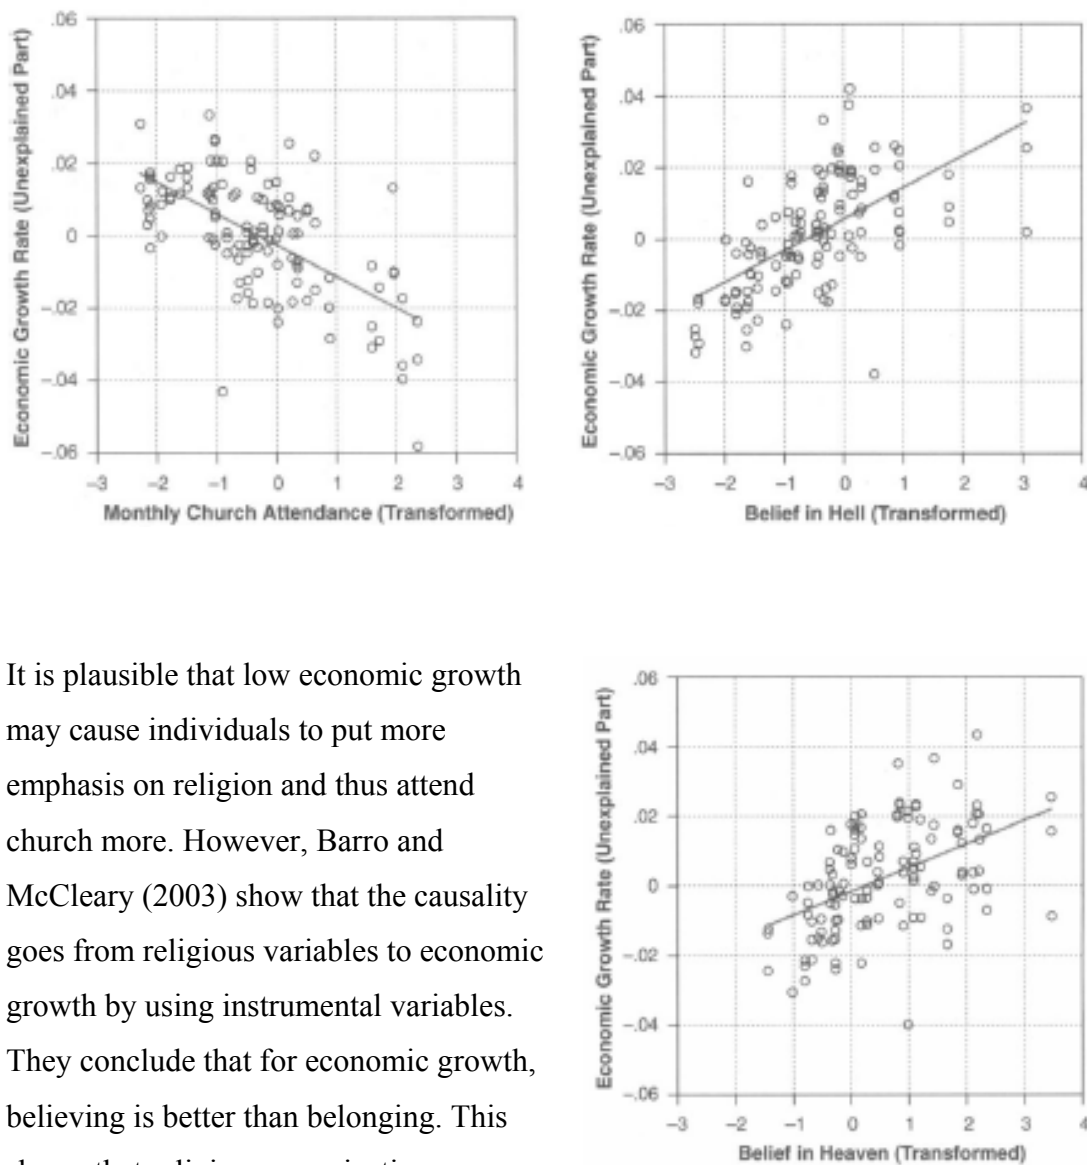 .06
.04
.02
0
−.02
−.04
−.06
Economic Growth Rate (Unexplained Part)
−3 −2 −1 0 1 2 3 4
Monthly Church Attendance (Transformed)
.06
.04
.02
0
−.02
−.04
−.06
Economic Growth Rate (Unexplained Part)
−3 −2 −1 0 1 2 3 4
Belief in Hell (Transformed)
It is plausible that low economic growth
may cause individuals to put more
emphasis on religion and thus attend
church more. However, Barro and
McCleary (2003) show that the causality
goes from religious variables to economic
growth by using instrumental variables.
They conclude that for economic growth,
believing is better than belonging. This
.06
.04
.02
0
−.02
−.04
−.06
Economic Growth Rate (Unexplained Part)
−3 −2 −1 0 1 2 3 4
Belief in Heaven (Transformed)